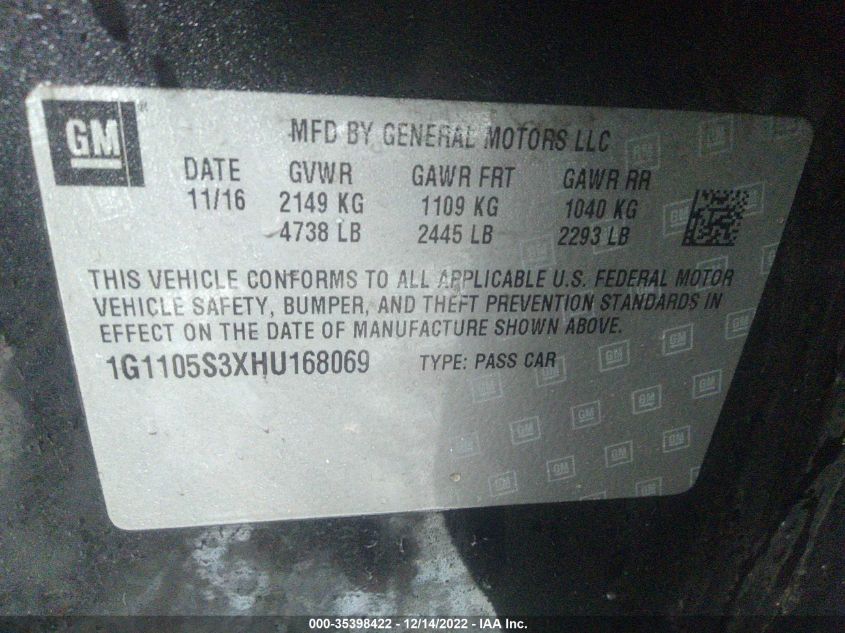 GM
MFD BY GENERAL MOTORS LLC
DATE GVWR GAWR FRT GAWR RR
11/16 2149 KG 1109 KG 1040 KG
4738 LB 2445 LB 2293 LB
THIS VEHICLE CONFORMS TO ALL APPLICABLE U.S. FEDERAL MOTOR
VEHICLE SAFETY, BUMPER, AND THEFT PREVENTION STANDARDS IN
EFFECT ON THE DATE OF MANUFACTURE SHOWN ABOVE.
1G1105S3XHU168069 TYPE: PASS CAR
000-35398422 - 12/14/2022 - IAA Inc.